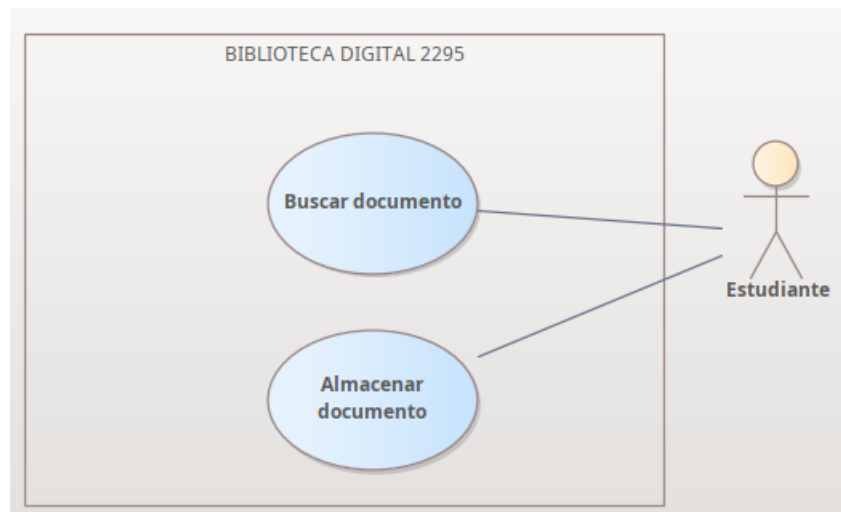 BIBLIOTECA DIGITAL 2295
Buscar documento
Estudiante
Almacenar
documento